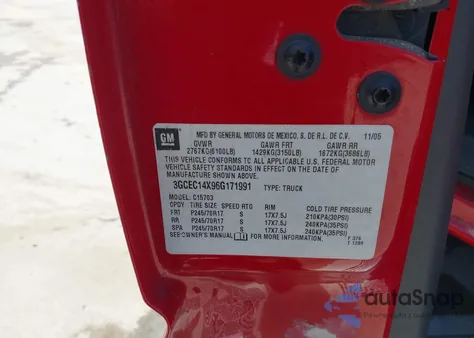 GM
MFD BY GENERAL MOTORS DE MEXICO, S. DE R.L. DE C.V. 11/05
GVWR GAWR FRT GAWR RR
2767KG(6100LB) 1429KG(3150LB) 1672KG(3686LB)
THIS VEHICLE CONFORMS TO ALL APPLICABLE U.S. FEDERAL MOTOR
VEHICLE SAFETY STANDARDS IN EFFECT ON THE DATE OF
MANUFACTURE SHOWN ABOVE.
3GCEC14X96G171991 TYPE: TRUCK
MODEL: C15703
TIRE SIZE SPEED RTG RIM COLD TIRE PRESSURE
FRT P245/70R17 S 17X7.5J 210KPA(30PSI)
RR P245/70R17 S 17X7.5J 240KPA(35PSI)
SPA P245/70R17 S 17X7.5J 240KPA(35PSI)
SEE OWNER'S MANUAL FOR MORE INFORMATION.
autoSnap